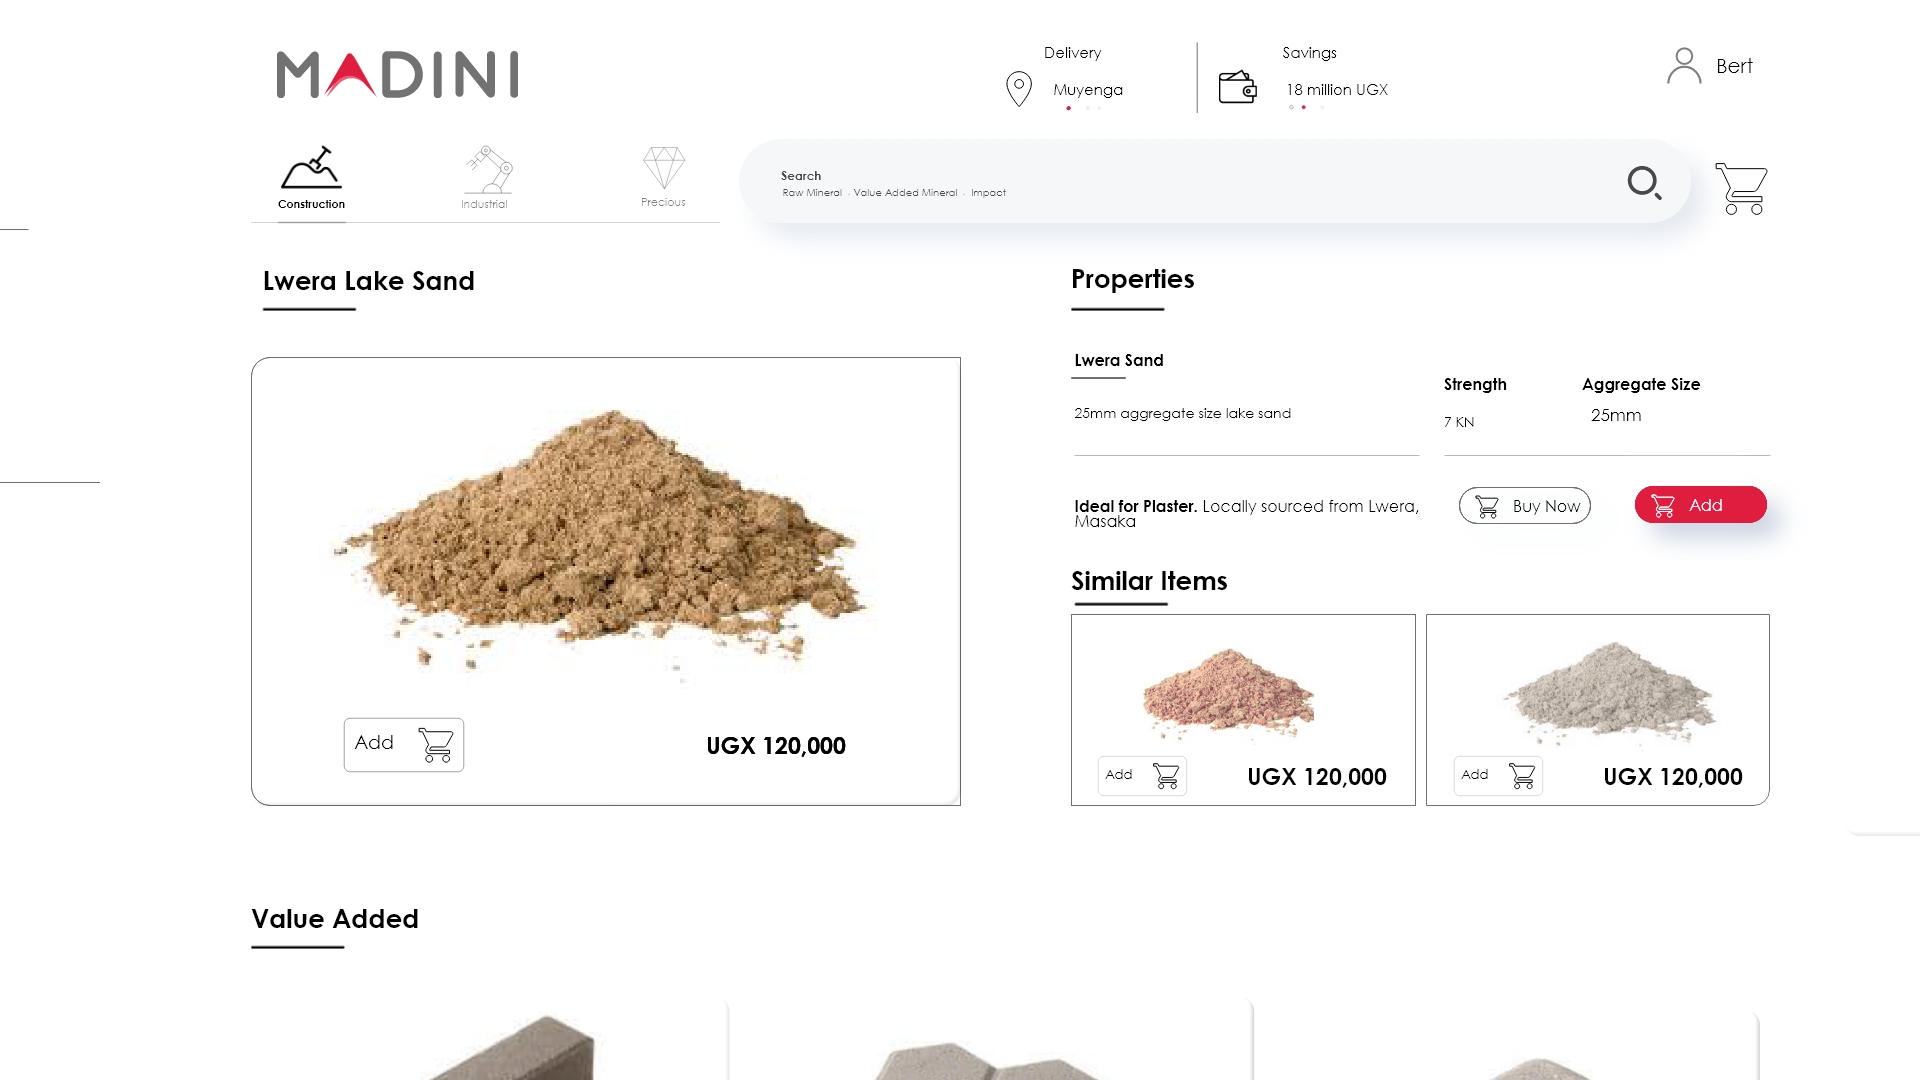 MADINI
Delivery
Muyenga
Savings
18 million UGX
Bert
Construction
Industrial
Precious
Search
Raw Mineral . Value Added Mineral . Impact
Lwera Lake Sand
Add
UGX 120,000
Properties
Lwera Sand
25mm aggregate size lake sand
Strength
7 KN
Aggregate Size
25mm
Ideal for Plaster. Locally sourced from Lwera,
Masaka
Buy Now
Add
Similar Items
Add
UGX 120,000
Add
UGX 120,000
Value Added